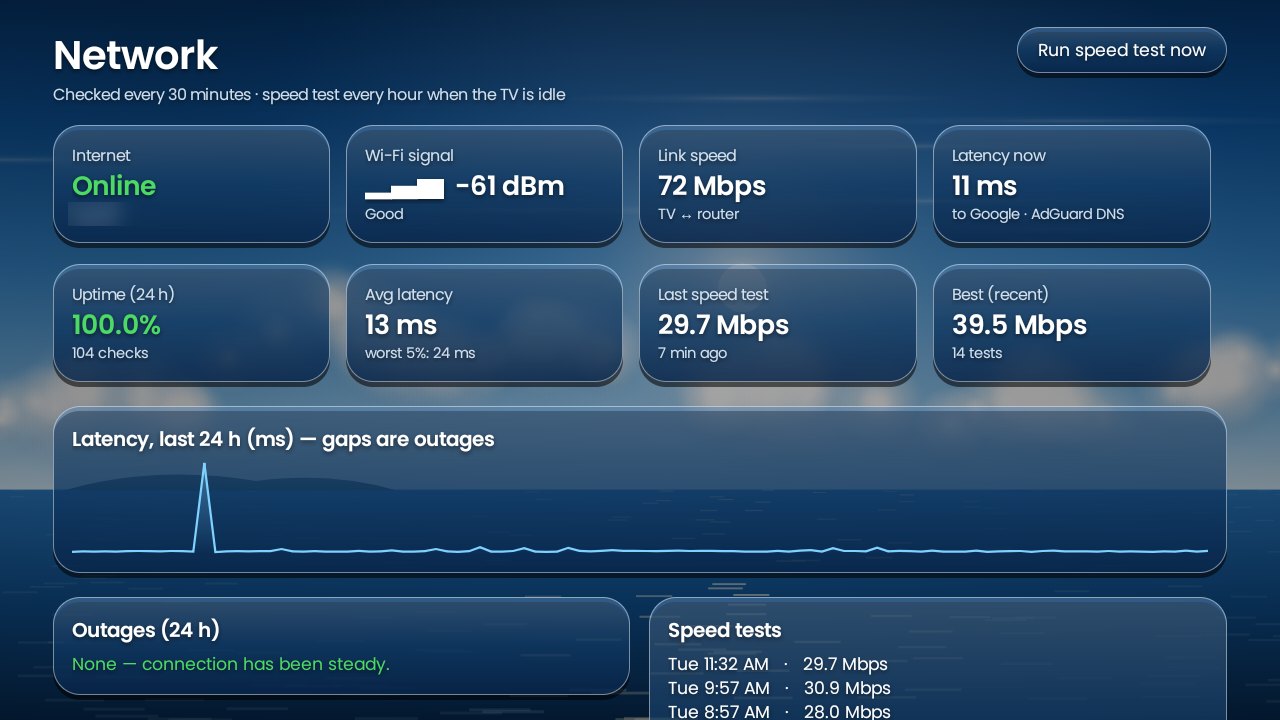 Network
Run speed test now
Checked every 30 minutes · speed test every hour when the TV is idle
Internet
Online
Wi-Fi signal
-61 dBm
Good
Link speed
72 Mbps
TV ↔ router
Latency now
11 ms
to Google · AdGuard DNS
Uptime (24 h)
100.0%
104 checks
Avg latency
13 ms
worst 5%: 24 ms
Last speed test
29.7 Mbps
7 min ago
Best (recent)
39.5 Mbps
14 tests
Latency, last 24 h (ms) — gaps are outages
Outages (24 h)
None — connection has been steady.
Speed tests
Tue 11:32 AM · 29.7 Mbps
Tue 9:57 AM · 30.9 Mbps
Tue 8:57 AM · 28.0 Mbps